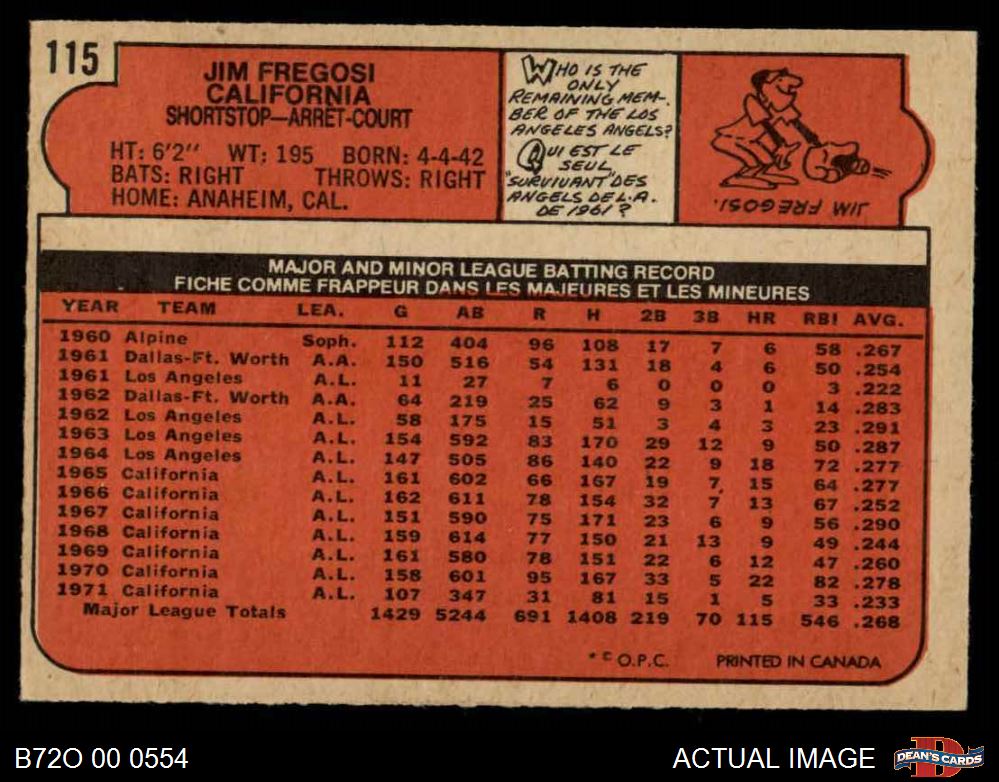 115
JIM FREGOSI
CALIFORNIA
SHORTSTOP—ARRET-COURT
HT: 6'2" WT: 195 BORN: 4-4-42
BATS: RIGHT THROWS: RIGHT
HOME: ANAHEIM, CAL.
WHO IS THE
ONLY
REMAINING MEM-
BER OF THE LOS
ANGELES ANGELS?
QUI EST LE
SEUL
"SURVIVANT" DES
ANGELS DE L.A.
DE 1961?
JIM FREGOSI.
MAJOR AND MINOR LEAGUE BATTING RECORD
FICHE COMME FRAPPEUR DANS LES MAJEURES ET LES MINEURES
YEAR TEAM LEA. G AB R H 2B 3B HR RBI AVG.
1960 Alpine Soph. 112 404 96 108 17 7 6 58 .267
1961 Dallas-Ft. Worth A.A. 150 516 54 131 18 4 6 50 .254
1961 Los Angeles A.L. 11 27 7 6 0 0 0 3 .222
1962 Dallas-Ft. Worth A.A. 64 219 25 62 9 3 1 14 .283
1962 Los Angeles A.L. 58 175 15 51 3 4 3 23 .291
1963 Los Angeles A.L. 154 592 83 170 29 12 9 50 .287
1964 Los Angeles A.L. 147 505 86 140 22 9 18 72 .277
1965 California A.L. 161 602 66 167 19 7 15 64 .277
1966 California A.L. 162 611 78 154 32 7 13 67 .252
1967 California A.L. 151 590 75 171 23 6 9 56 .290
1968 California A.L. 159 614 77 150 21 13 9 49 .244
1969 California A.L. 161 580 78 151 22 6 12 47 .260
1970 California A.L. 158 601 95 167 33 5 22 82 .278
1971 California A.L. 107 347 31 81 15 1 5 33 .233
Major League Totals 1429 5244 691 1408 219 70 115 546 .268
* © O.P.C. PRINTED IN CANADA
B72O 00 0554
ACTUAL IMAGE
D
DEAN'S CARDS